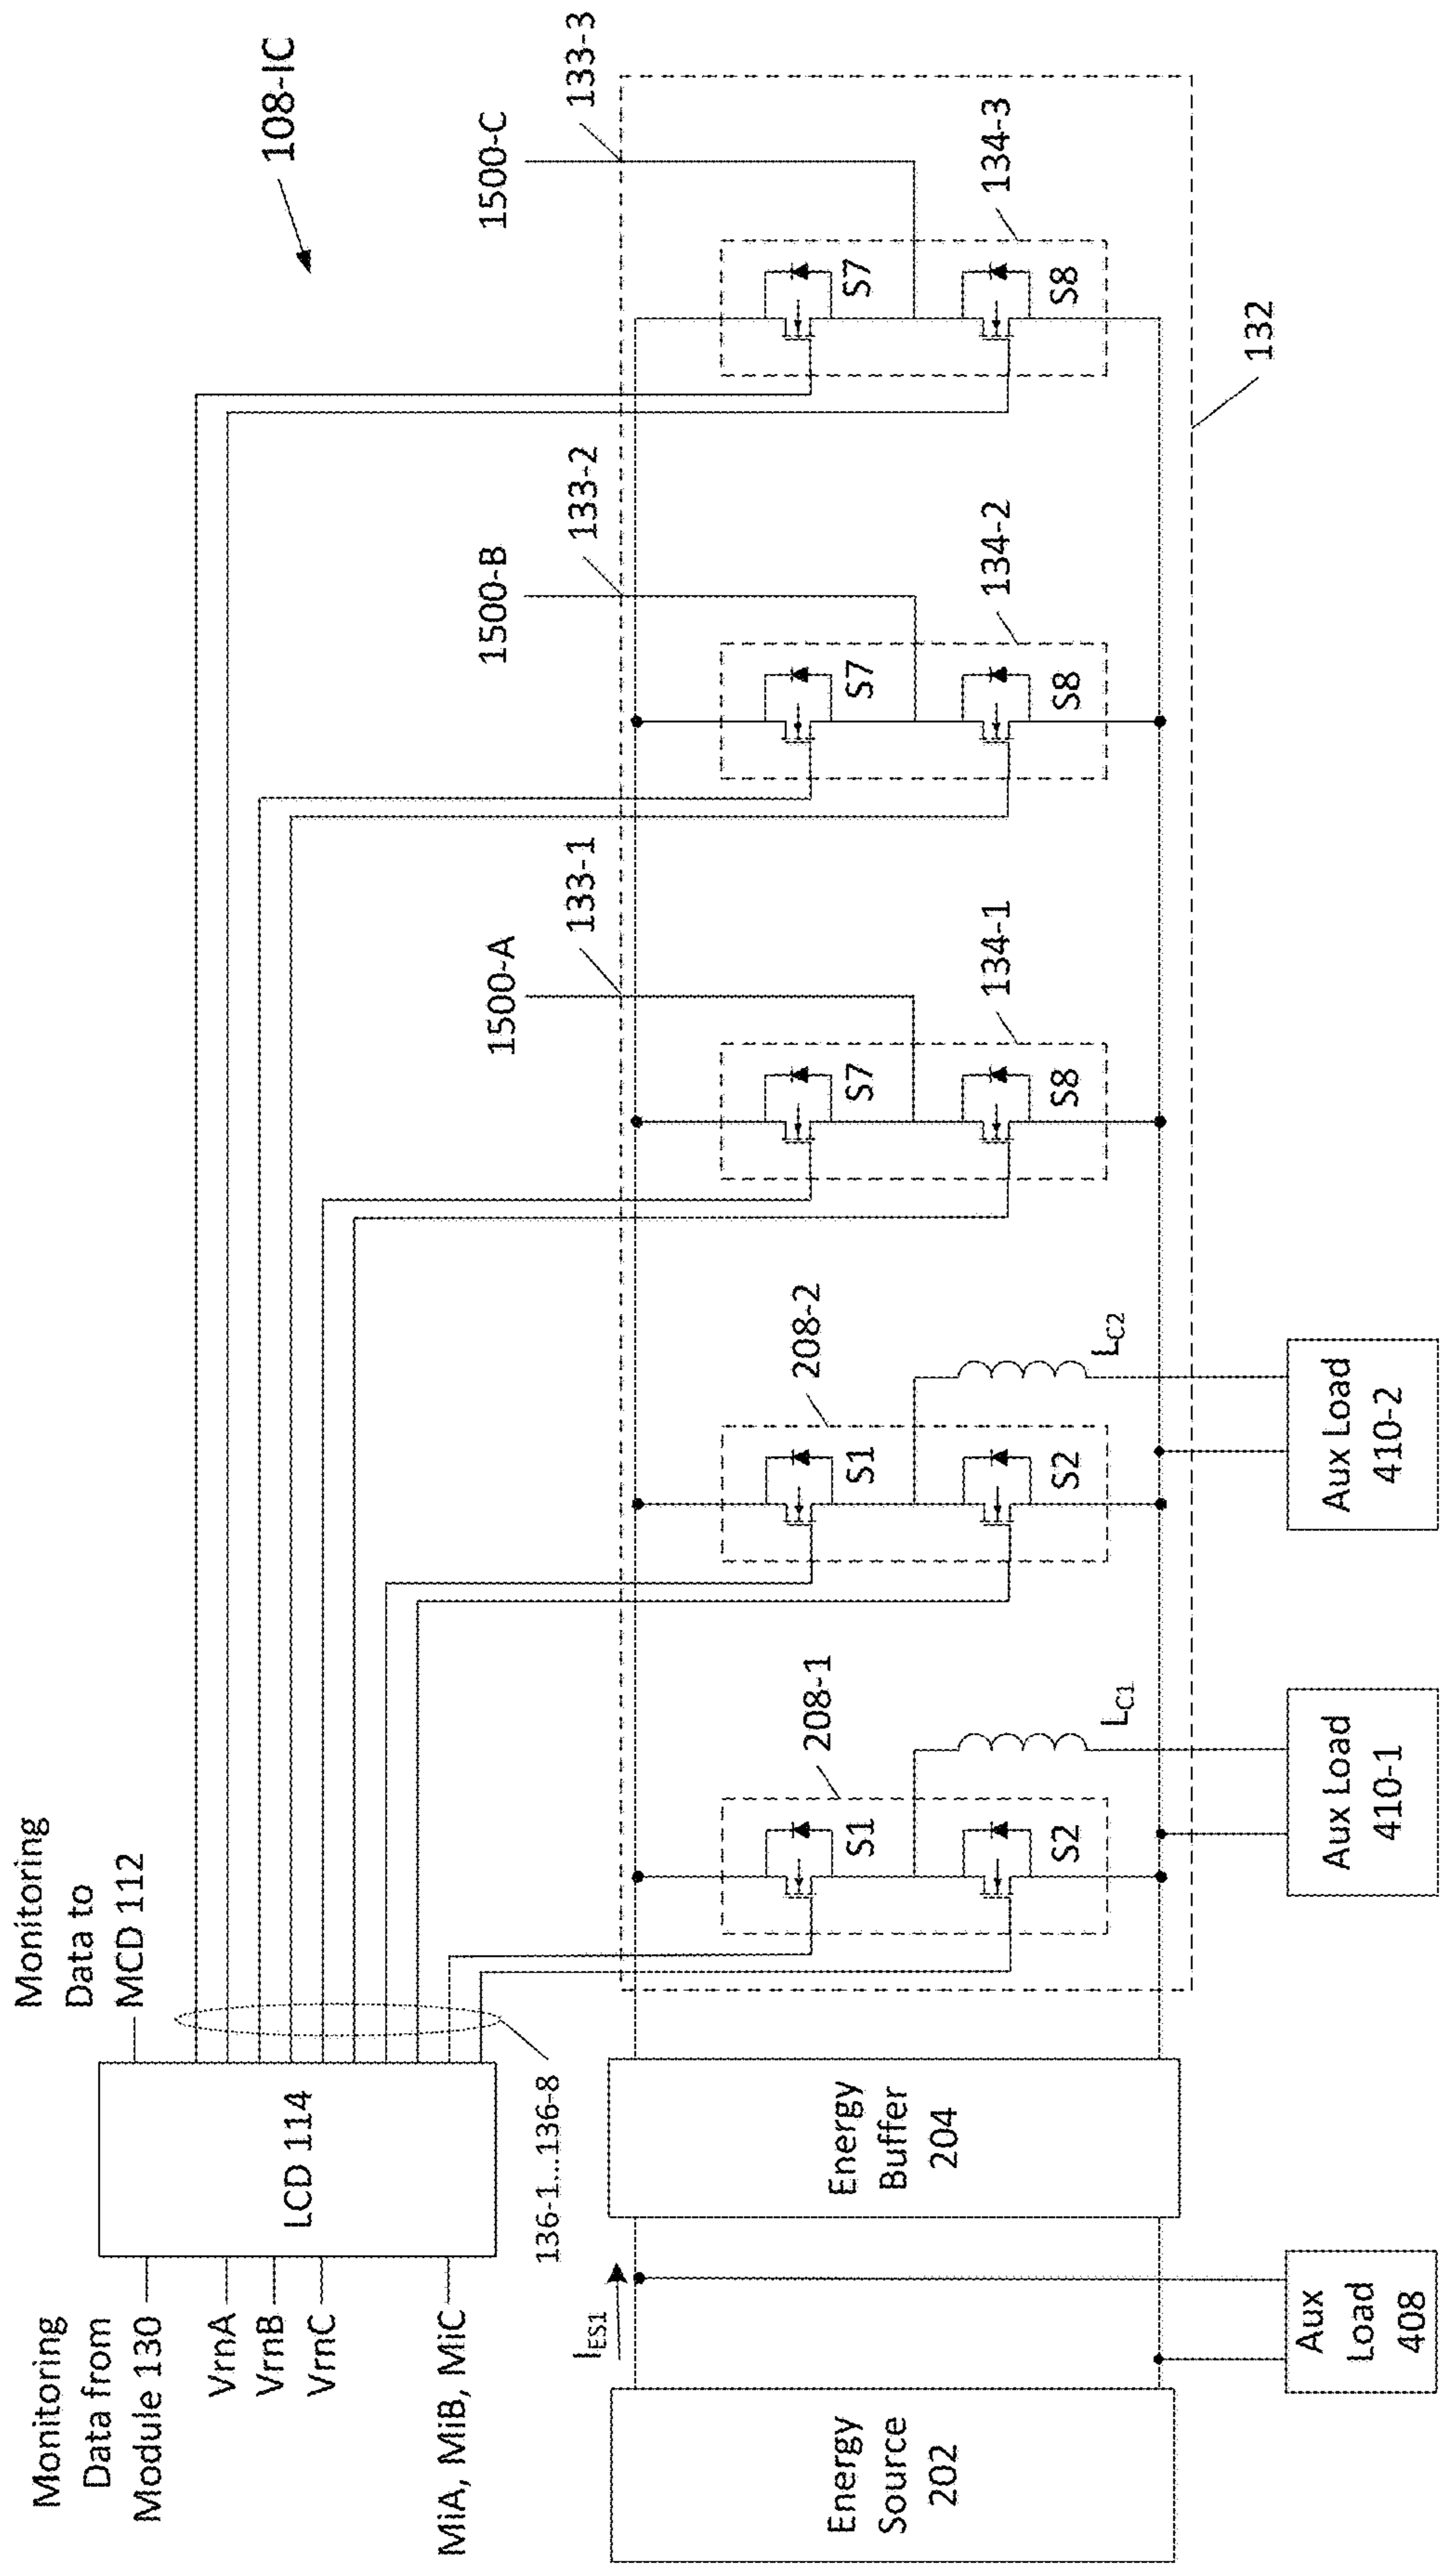 108-IC
Monitoring
Data to
MCD 112
Monitoring
Data from
Module 130
VrnA
VrnB
VrnC
MiA, MiB, MiC
LCD 114
136-1...136-8
1500-A
133-1
1500-B
133-2
1500-C
133-3
I_ES1
Energy
Source
202
Energy
Buffer
204
208-1
S1
S2
L_C1
208-2
S1
S2
L_C2
134-1
S7
S8
134-2
S7
S8
134-3
S7
S8
132
Aux
Load
408
Aux Load
410-1
Aux Load
410-2